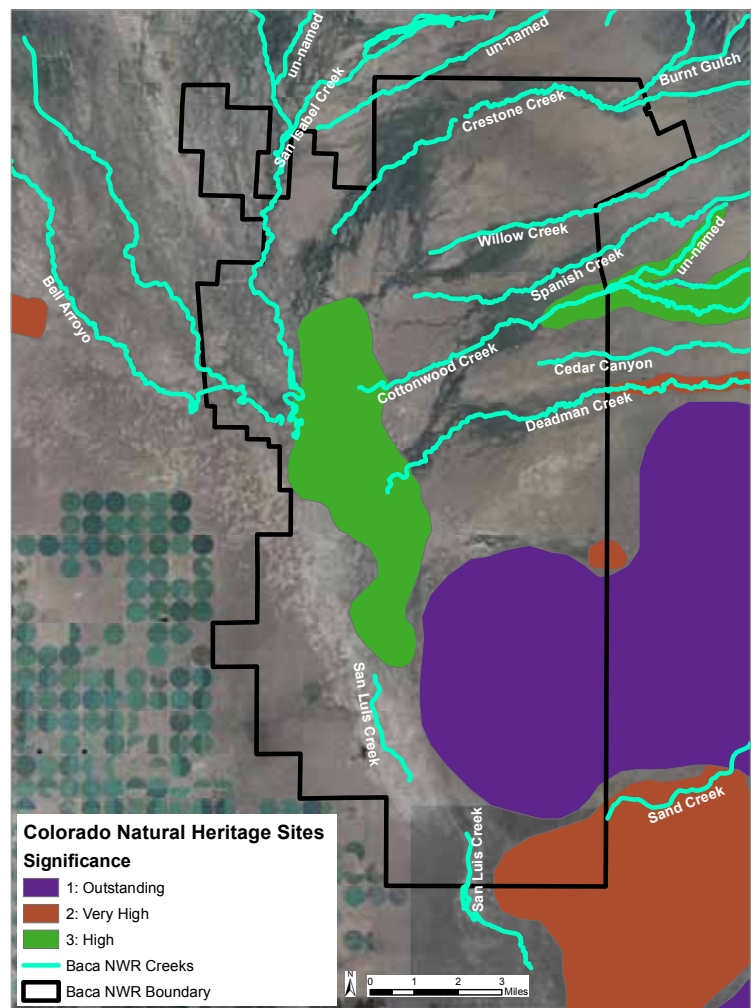 un-named
un-named
San Isabel Creek
Burnt Gulch
Crestone Creek
Willow Creek
Spanish Creek
un-named
Bell Arroyo
Cottonwood Creek
Cedar Canyon
Deadman Creek
San Luis Creek
Sand Creek
San Luis Creek
Colorado Natural Heritage Sites
Significance
1: Outstanding
2: Very High
3: High
Baca NWR Creeks
Baca NWR Boundary
N
0 1 2 3
Miles